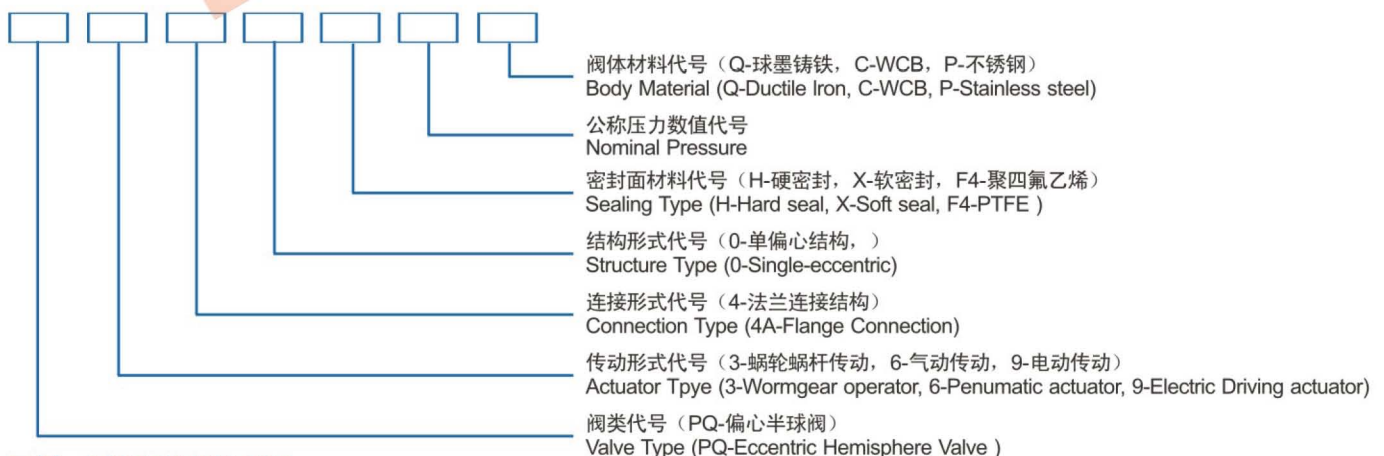 阀体材料代号（Q-球墨铸铁，C-WCB，P-不锈钢）
Body Material (Q-Ductile Iron, C-WCB, P-Stainless steel)
公称压力数值代号
Nominal Pressure
密封面材料代号（H-硬密封，X-软密封，F4-聚四氟乙烯）
Sealing Type (H-Hard seal, X-Soft seal, F4-PTFE )
结构形式代号（0-单偏心结构，）
Structure Type (0-Single-eccentric)
连接形式代号（4-法兰连接结构）
Connection Type (4A-Flange Connection)
传动形式代号（3-蜗轮蜗杆传动，6-气动传动，9-电动传动）
Actuator Tpye (3-Wormgear operator, 6-Penumatic actuator, 9-Electric Driving actuator)
阀类代号（PQ-偏心半球阀）
Valve Type (PQ-Eccentric Hemisphere Valve )